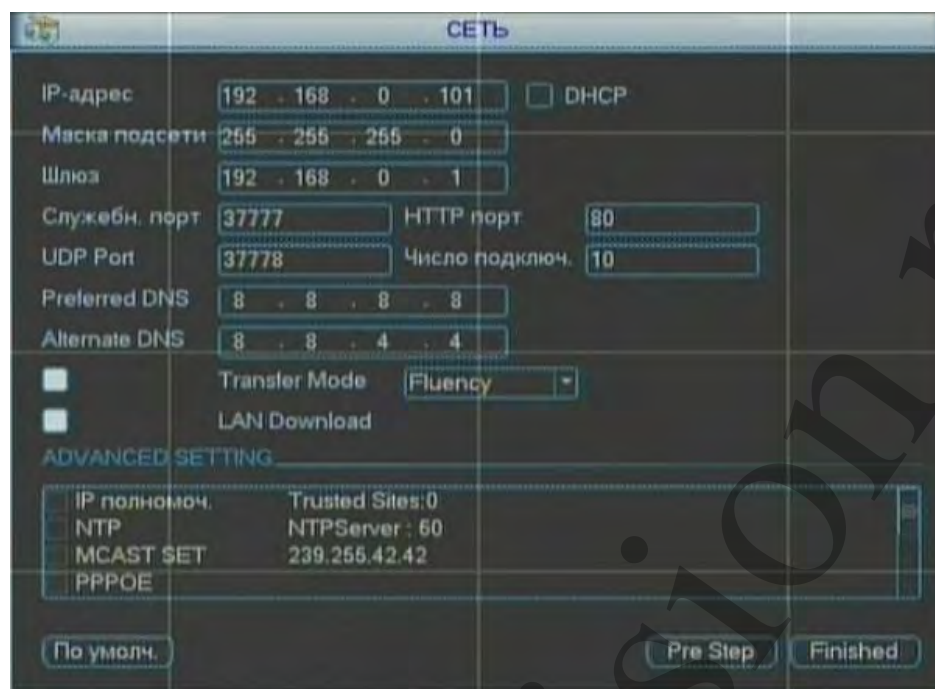 СЕТЬ
IP-адрес 192 . 168 . 0 . 101 DHCP
Маска подсети 255 . 255 . 255 . 0
Шлюз 192 . 168 . 0 . 1
Служебн. порт 37777 HTTP порт 80
UDP Port 37778 Число подключ. 10
Preferred DNS 8 . 8 . 8 . 8
Alternate DNS 8 . 8 . 4 . 4
Transfer Mode Fluency
LAN Download
ADVANCED SETTING
IP полномоч. Trusted Sites:0
NTP NTPServer : 60
MCAST SET 239.255.42.42
PPPOE
По умолч. Pre Step Finished